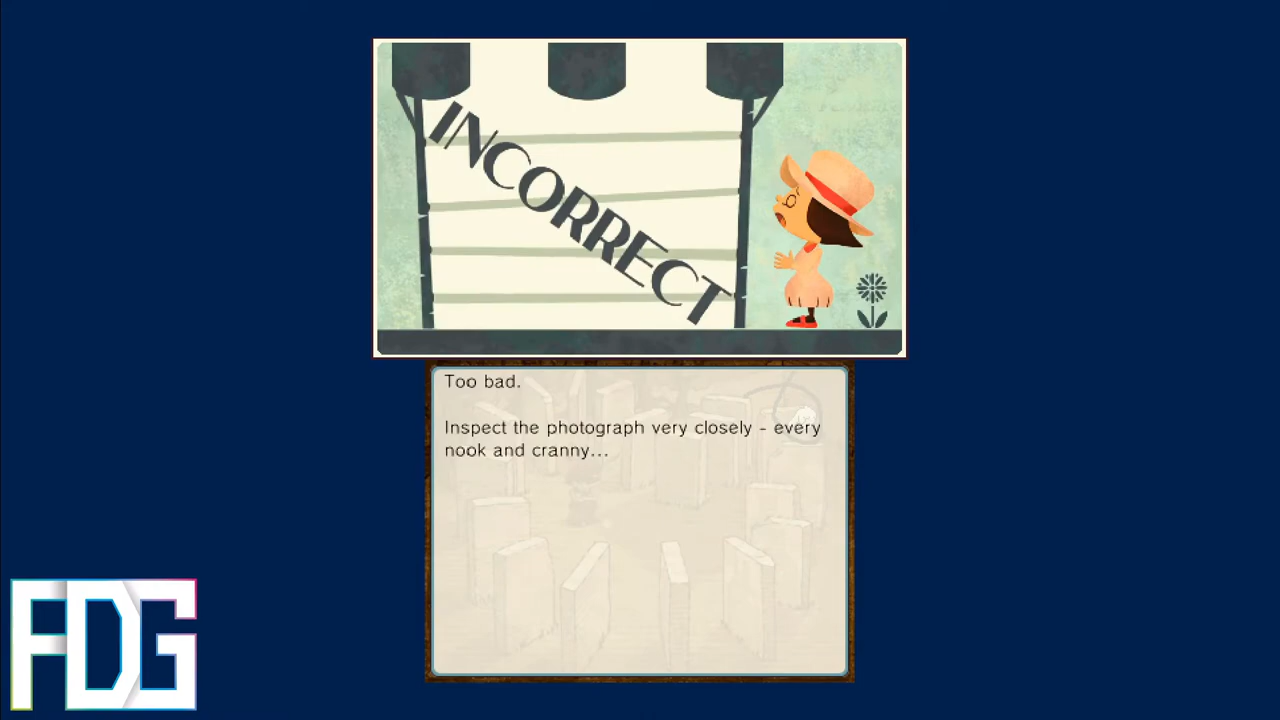 INCORRECT
Too bad.
Inspect the photograph very closely - every
nook and cranny...
FDG